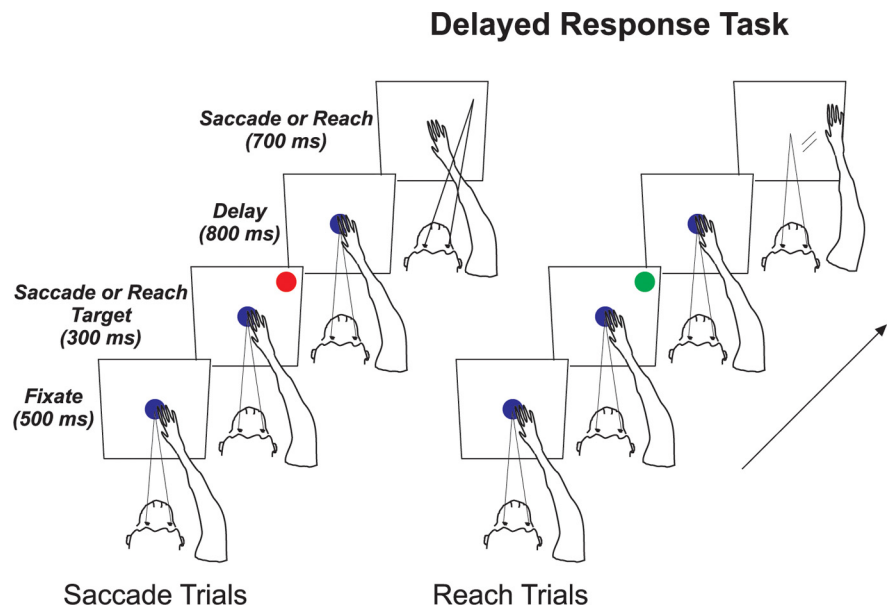 Delayed Response Task
Saccade or Reach
(700 ms)
Delay
(800 ms)
Saccade or Reach
Target
(300 ms)
Fixate
(500 ms)
Saccade Trials
Reach Trials